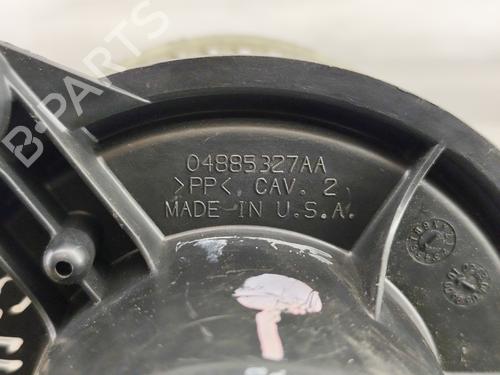 B-PARTS
04885327AA
>PP< CAV. 2
MADE IN U.S.A.